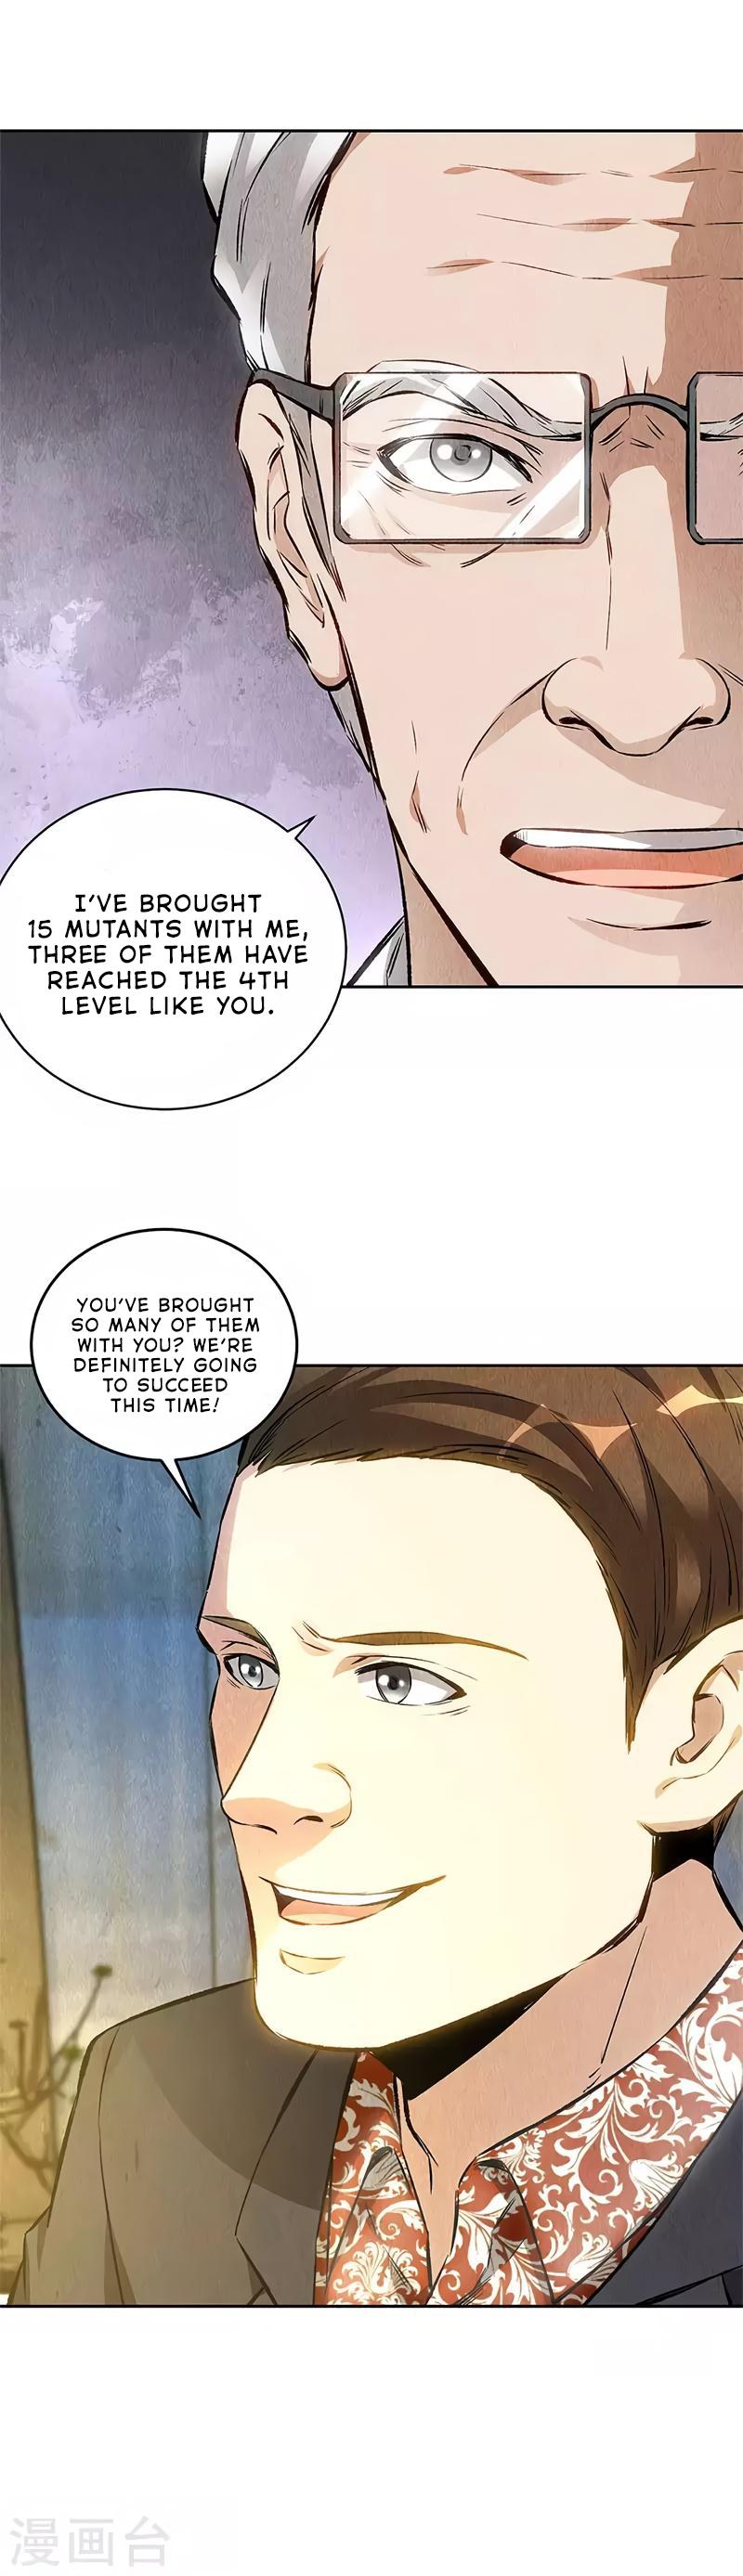 I'VE BROUGHT
15 MUTANTS WITH ME,
THREE OF THEM HAVE
REACHED THE 4TH
LEVEL LIKE YOU.
YOU'VE BROUGHT
SO MANY OF THEM
WITH YOU? WE'RE
DEFINITELY GOING
TO SUCCEED
THIS TIME!
漫画台